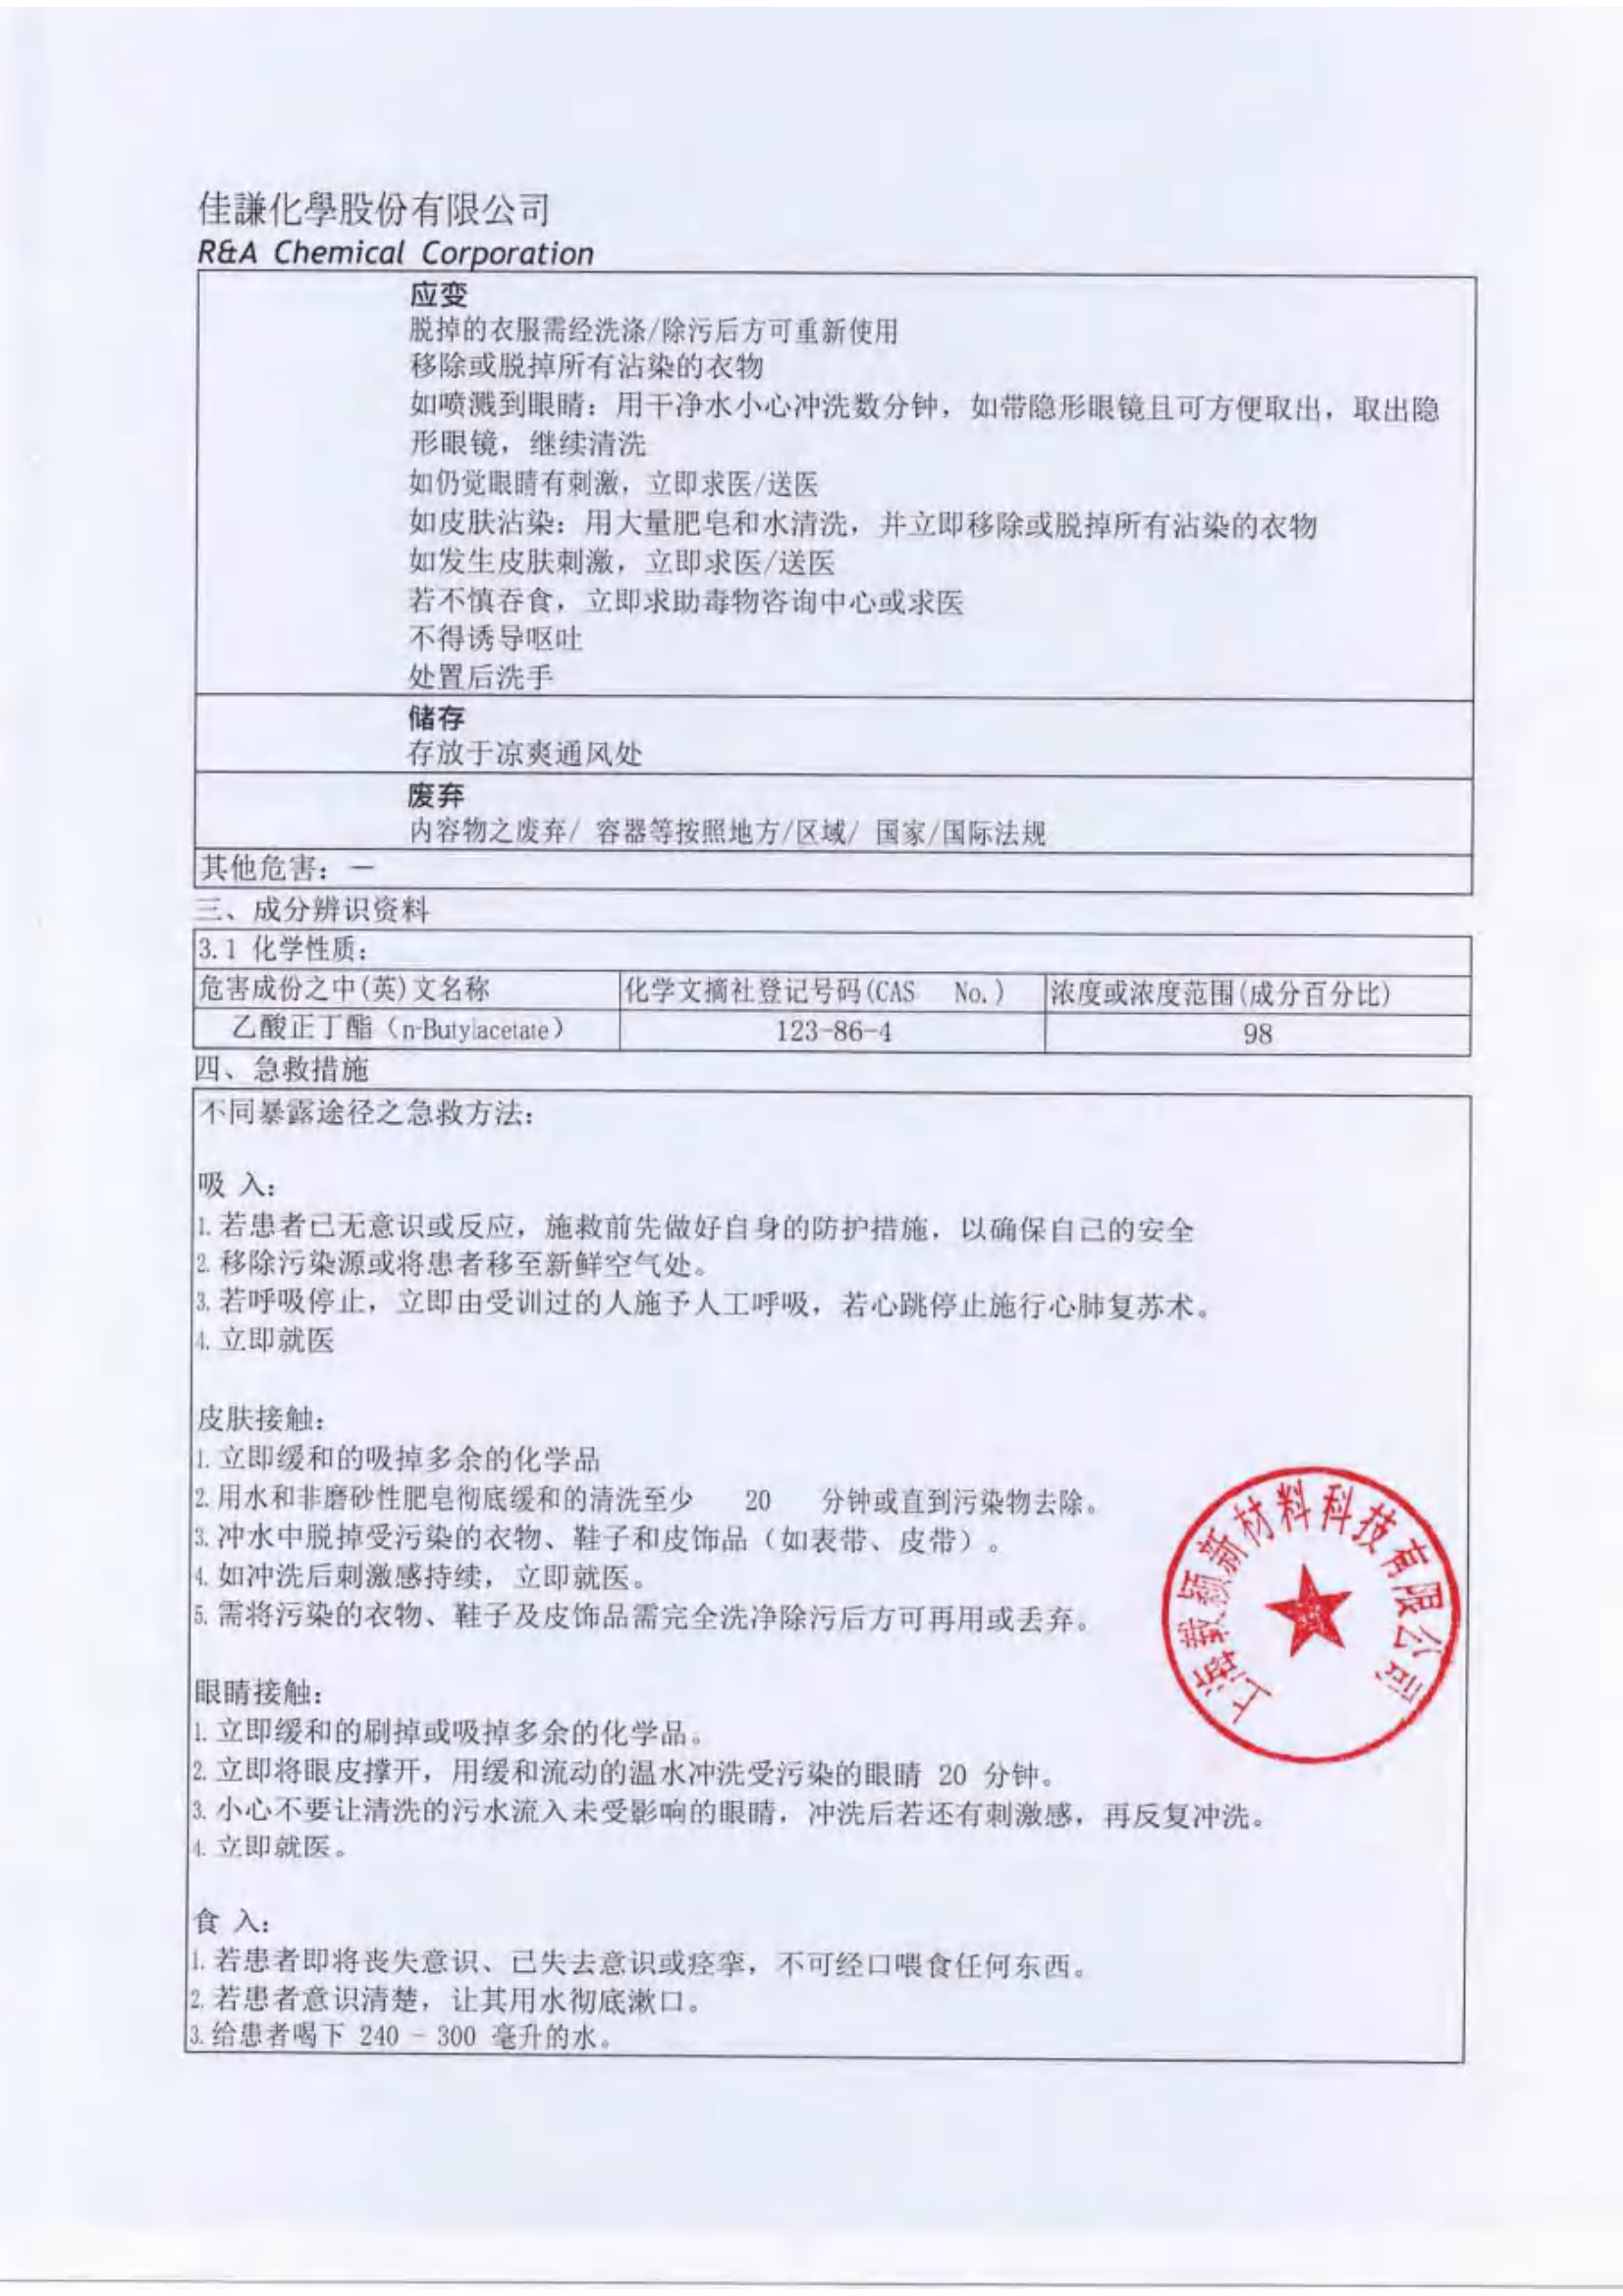 佳謙化學股份有限公司
R&A Chemical Corporation
应变
脱掉的衣服需经洗涤/除污后方可重新使用
移除或脱掉所有沾染的衣物
如喷溅到眼睛：用干净水小心冲洗数分钟，如带隐形眼镜且可方便取出，取出隐
形眼镜，继续清洗
如仍觉眼睛有刺激，立即求医/送医
如皮肤沾染：用大量肥皂和水清洗，并立即移除或脱掉所有沾染的衣物
如发生皮肤刺激，立即求医/送医
若不慎吞食，立即求助毒物咨询中心或求医
不得诱导呕吐
处置后洗手
储存
存放于凉爽通风处
废弃
内容物之废弃/ 容器等按照地方/区域/ 国家/国际法规
其他危害：—
三、成分辨识资料
3.1 化学性质：
危害成份之中(英)文名称 化学文摘社登记号码(CAS No.) 浓度或浓度范围(成分百分比)
乙酸正丁酯（n-Butylacetate） 123-86-4 98
四、急救措施
不同暴露途径之急救方法：
吸 入：
1.若患者已无意识或反应，施救前先做好自身的防护措施，以确保自己的安全
2.移除污染源或将患者移至新鲜空气处。
3.若呼吸停止，立即由受训过的人施予人工呼吸，若心跳停止施行心肺复苏术。
4.立即就医
皮肤接触：
1.立即缓和的吸掉多余的化学品
2.用水和非磨砂性肥皂彻底缓和的清洗至少 20 分钟或直到污染物去除。
3.冲水中脱掉受污染的衣物、鞋子和皮饰品（如表带、皮带）。
4.如冲洗后刺激感持续，立即就医。
5.需将污染的衣物、鞋子及皮饰品需完全洗净除污后方可再用或丢弃。
眼睛接触：
1.立即缓和的刷掉或吸掉多余的化学品。
2.立即将眼皮撑开，用缓和流动的温水冲洗受污染的眼睛 20 分钟。
3.小心不要让清洗的污水流入未受影响的眼睛，冲洗后若还有刺激感，再反复冲洗。
4.立即就医。
食 入：
1.若患者即将丧失意识、已失去意识或痉挛，不可经口喂食任何东西。
2.若患者意识清楚，让其用水彻底漱口。
3.给患者喝下 240 - 300 毫升的水。
上海 颖新材料科技有限公司